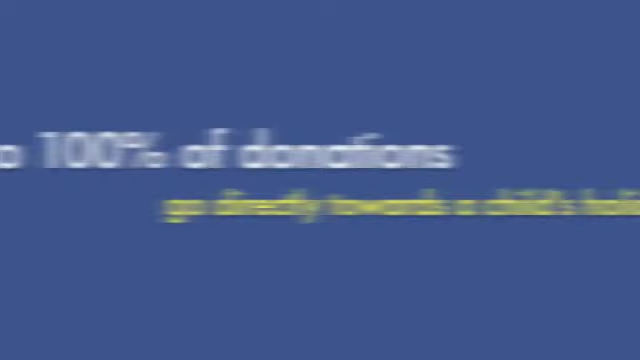 100% of donations
go directly towards a child's